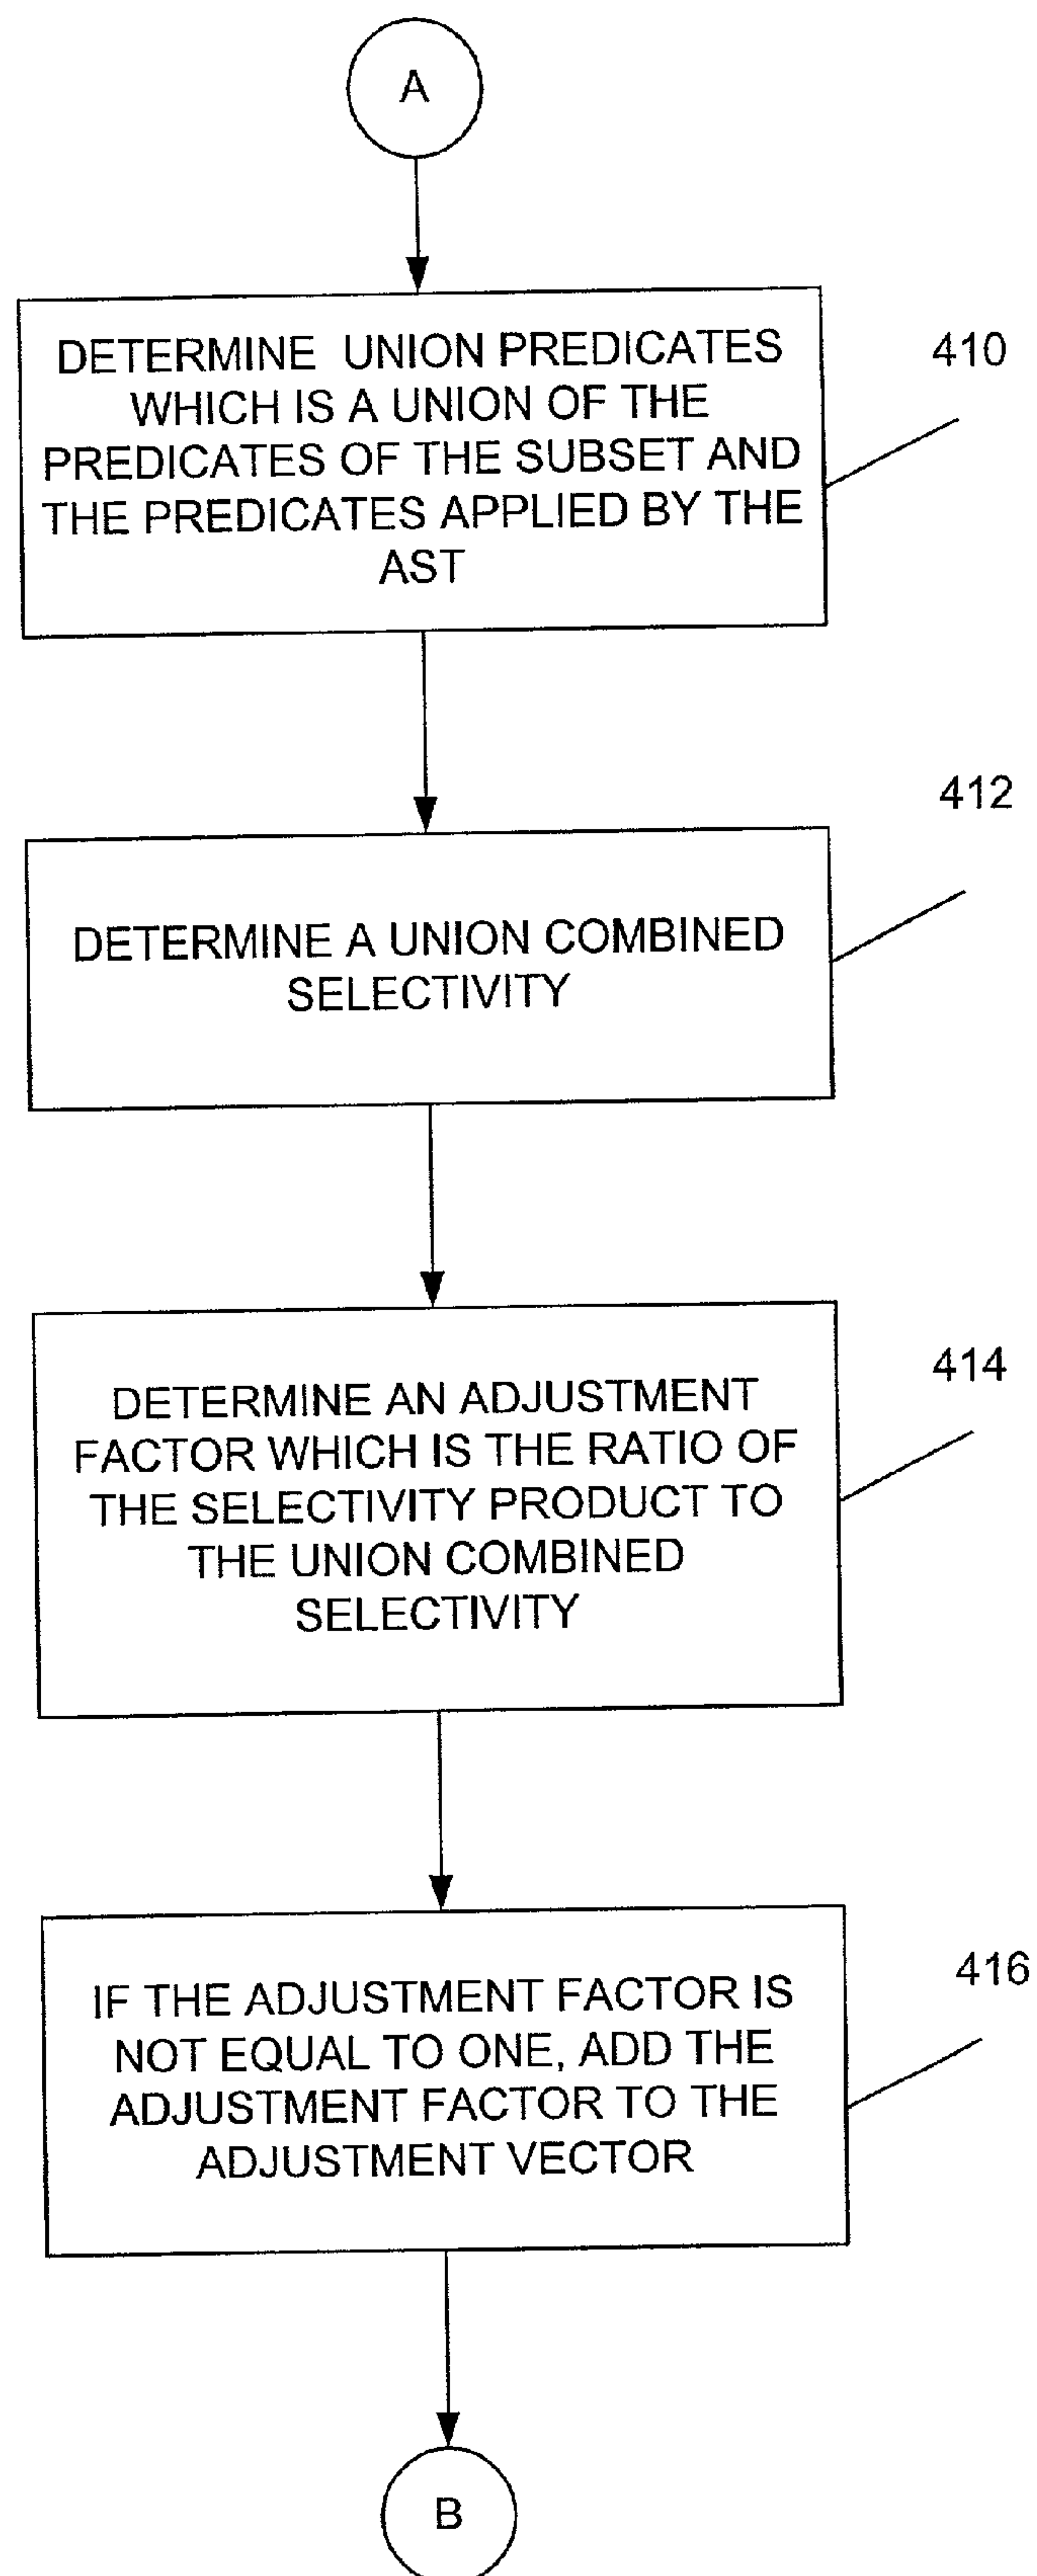 A
DETERMINE UNION PREDICATES
WHICH IS A UNION OF THE
PREDICATES OF THE SUBSET AND
THE PREDICATES APPLIED BY THE
AST
410
DETERMINE A UNION COMBINED
SELECTIVITY
412
DETERMINE AN ADJUSTMENT
FACTOR WHICH IS THE RATIO OF
THE SELECTIVITY PRODUCT TO
THE UNION COMBINED
SELECTIVITY
414
IF THE ADJUSTMENT FACTOR IS
NOT EQUAL TO ONE, ADD THE
ADJUSTMENT FACTOR TO THE
ADJUSTMENT VECTOR
416
B